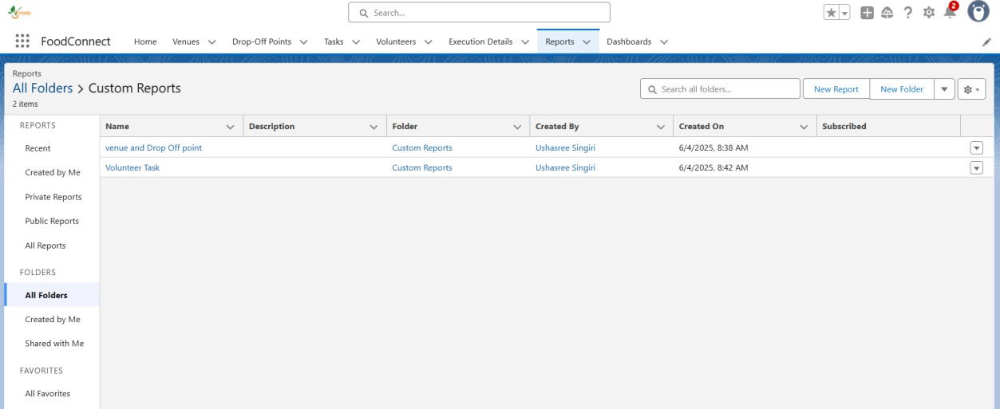 FOOD
Search...
2
FoodConnect
Home
Venues
Drop-Off Points
Tasks
Volunteers
Execution Details
Reports
Dashboards
Reports
All Folders > Custom Reports
2 items
Search all folders...
New Report
New Folder
REPORTS
Recent
Created by Me
Private Reports
Public Reports
All Reports
FOLDERS
All Folders
Created by Me
Shared with Me
FAVORITES
All Favorites
Name Description Folder Created By Created On Subscribed
venue and Drop Off point Custom Reports Ushasree Singiri 6/4/2025, 8:38 AM
Volunteer Task Custom Reports Ushasree Singiri 6/4/2025, 8:42 AM